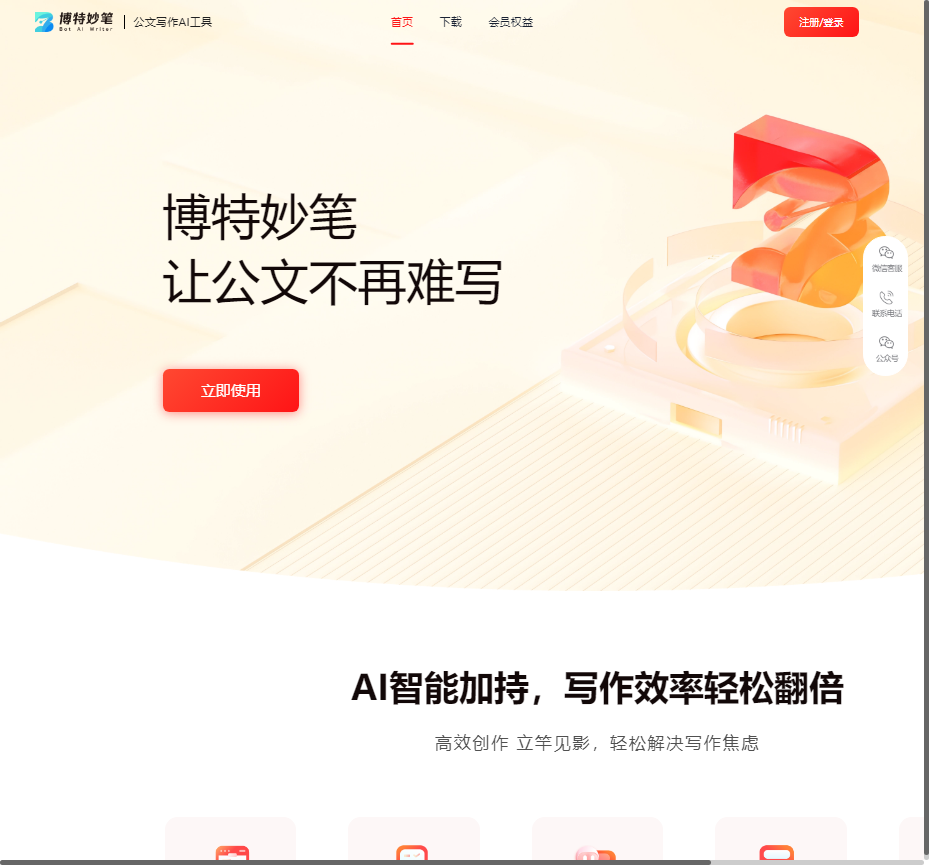 博特妙笔
Bot AI Writer
公文写作AI工具
首页
下载
会员权益
注册/登录
博特妙笔
让公文不再难写
立即使用
微信客服
联系电话
公众号
AI智能加持，写作效率轻松翻倍
高效创作 立竿见影，轻松解决写作焦虑